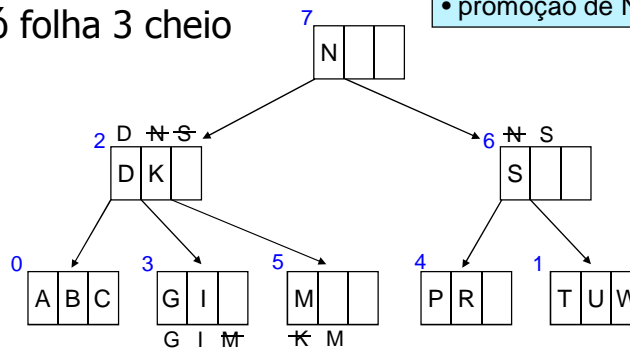 ó folha 3 cheio
• promoção de N
7
N
2 D N S
6 N S
D K
S
0 3 5 4 1
A B C G I M P R T U W
G I M K M